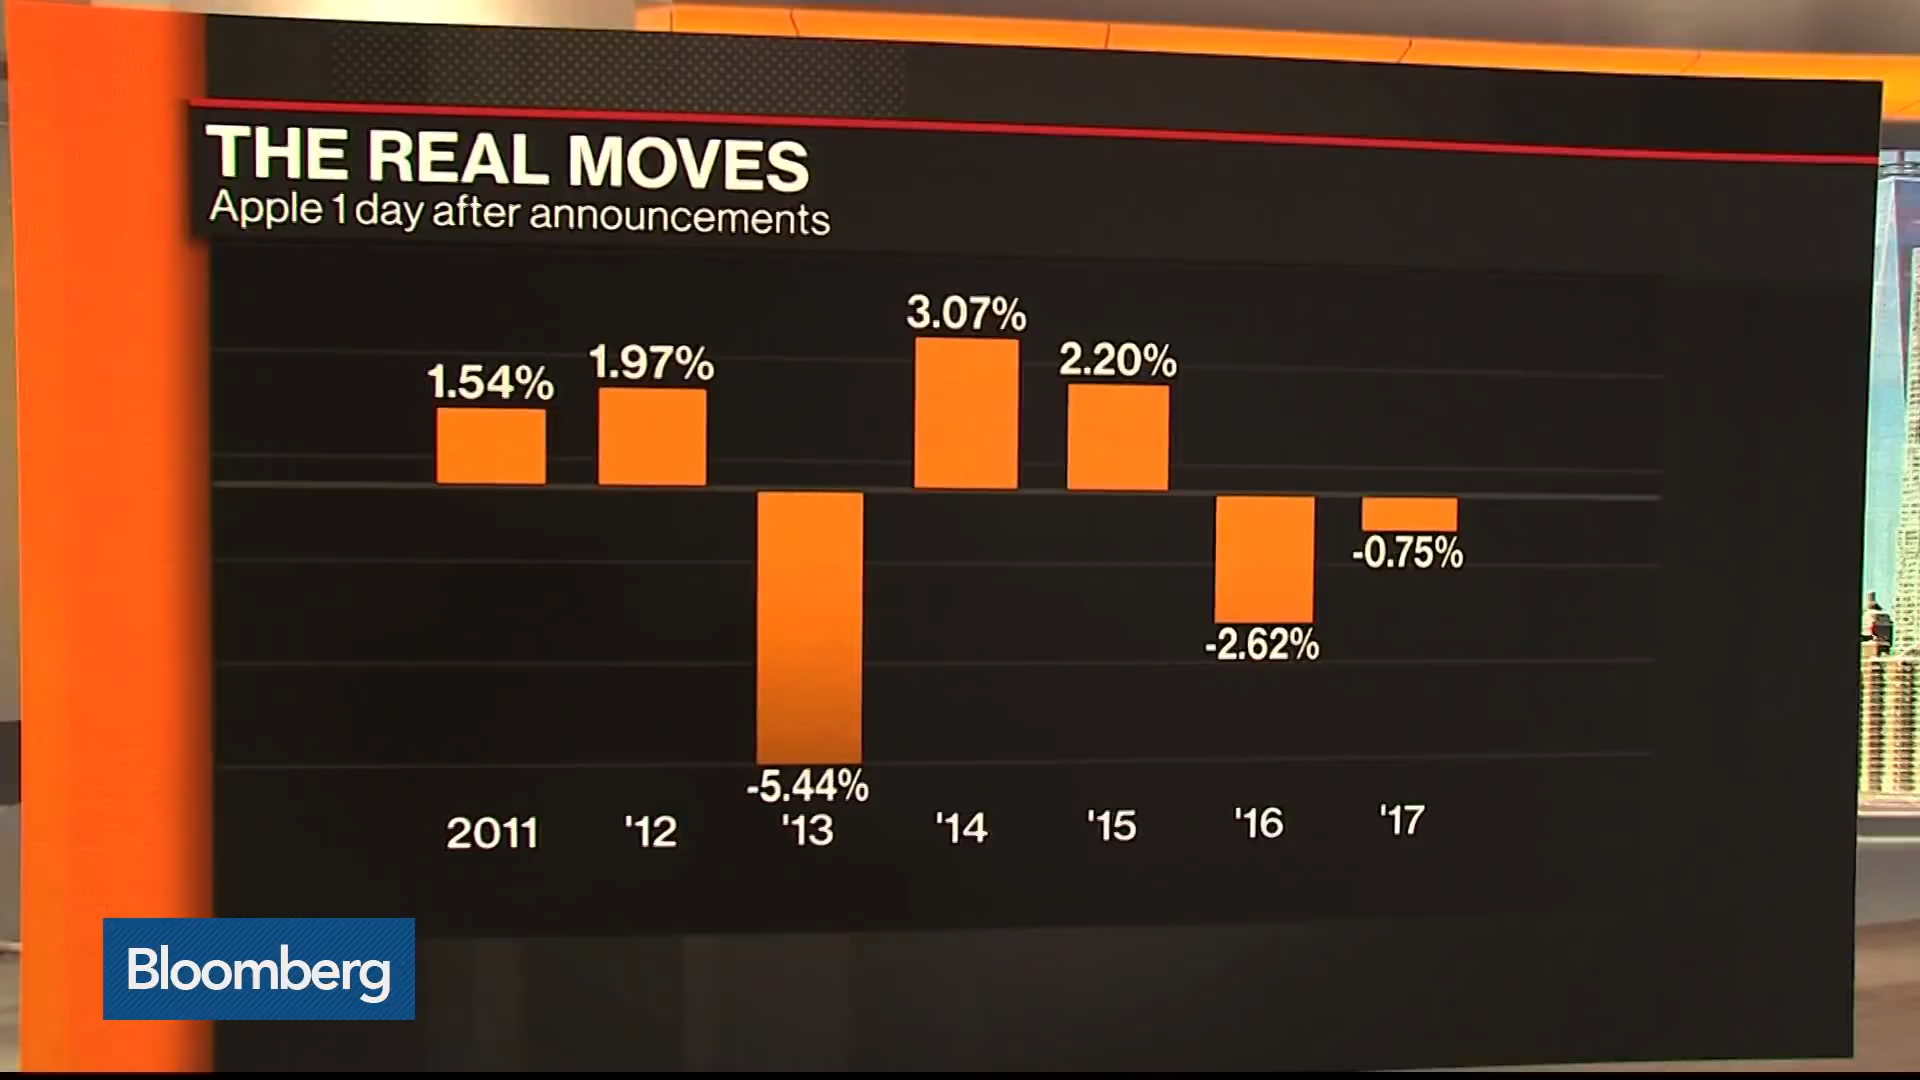 THE REAL MOVES
Apple 1 day after announcements
1.54%
1.97%
-5.44%
3.07%
2.20%
-2.62%
-0.75%
2011 '12 '13 '14 '15 '16 '17
Bloomberg